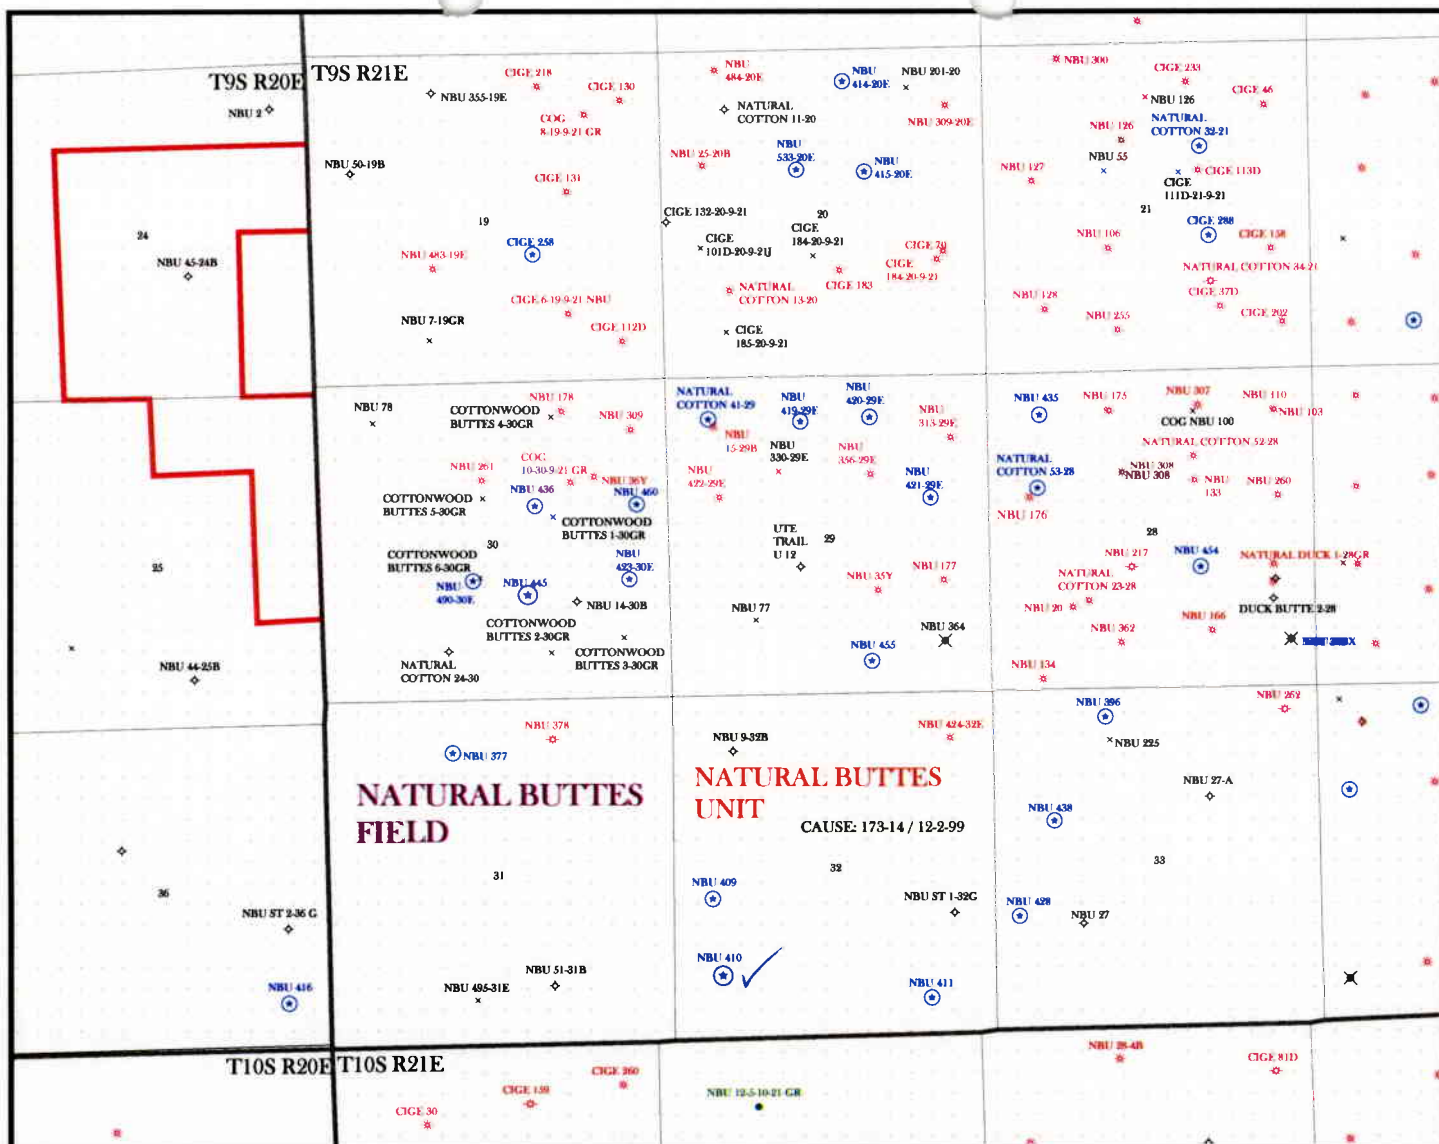 T9S R20E
T9S R21E
NBU 2
NBU 355-19E
CIGE 218
CIGE 130
COG
8-19-9-21 GR
NBU 50-19B
CIGE 131
19
NBU 483-19E
CIGE 258
CIGE 6-19-9-21 NBU
NBU 7-19GR
CIGE 112D
24
NBU 45-24B
NBU
484-20E
NATURAL
COTTON 11-20
NBU
414-20E
NBU 201-20
NBU 309-20E
NBU 25-20B
NBU
533-20E
NBU
415-20E
CIGE 132-20-9-21
20
CIGE
101D-20-9-21J
CIGE
184-20-9-21
CIGE 70
CIGE
184-20-9-21
CIGE 183
NATURAL
COTTON 13-20
CIGE
185-20-9-21
NBU 300
CIGE 233
NBU 126
CIGE 46
NATURAL
COTTON 32-21
NBU 126
NBU 55
NBU 127
CIGE 113D
CIGE
111D-21-9-21
21
CIGE 288
NBU 106
CIGE 158
NATURAL COTTON 34-21
CIGE 37D
NBU 128
NBU 255
CIGE 202
NBU 78
COTTONWOOD
BUTTES 4-30GR
NBU 178
NBU 309
NBU 261
COG
10-30-9-21 GR
NBU 36Y
NBU 436
NBU 460
COTTONWOOD
BUTTES 5-30GR
COTTONWOOD
BUTTES 1-30GR
30
COTTONWOOD
BUTTES 6-30GR
NBU
423-30E
NBU
490-30E
NBU 445
NBU 14-30B
COTTONWOOD
BUTTES 2-30GR
COTTONWOOD
BUTTES 3-30GR
NATURAL
COTTON 24-30
25
NBU 44-25B
NATURAL
COTTON 41-29
NBU
419-29E
NBU
420-29E
NBU
313-29E
NBU
15-29B
NBU
330-29E
NBU
356-29E
NBU
422-29E
NBU
421-29E
UTE
TRAIL
U 12
29
NBU 35Y
NBU 177
NBU 77
NBU 364
NBU 455
NBU 435
NBU 175
NBU 307
COG NBU 100
NBU 110
NBU 103
NATURAL COTTON 52-28
NATURAL
COTTON 53-28
NBU 308
NBU 308
NBU
133
NBU 260
NBU 176
28
NBU 217
NBU 454
NATURAL DUCK 1-28GR
NATURAL
COTTON 23-28
NBU 20
DUCK BUTTE 2-28
NBU 362
NBU 166
NBU 134
NBU 378
NBU 377
NATURAL BUTTES
FIELD
31
NBU 51-31B
NBU 495-31E
NBU 9-32B
NBU 424-32E
NATURAL BUTTES
UNIT
CAUSE: 173-14 / 12-2-99
32
NBU 409
NBU ST 1-32G
NBU 410
NBU 411
NBU 396
NBU 262
NBU 225
NBU 27-A
NBU 438
33
NBU 428
NBU 27
36
NBU ST 2-36 G
NBU 416
T10S R20E
T10S R21E
CIGE 260
CIGE 159
CIGE 30
NBU 12-5-10-21 GR
NBU 28-4B
CIGE 81D